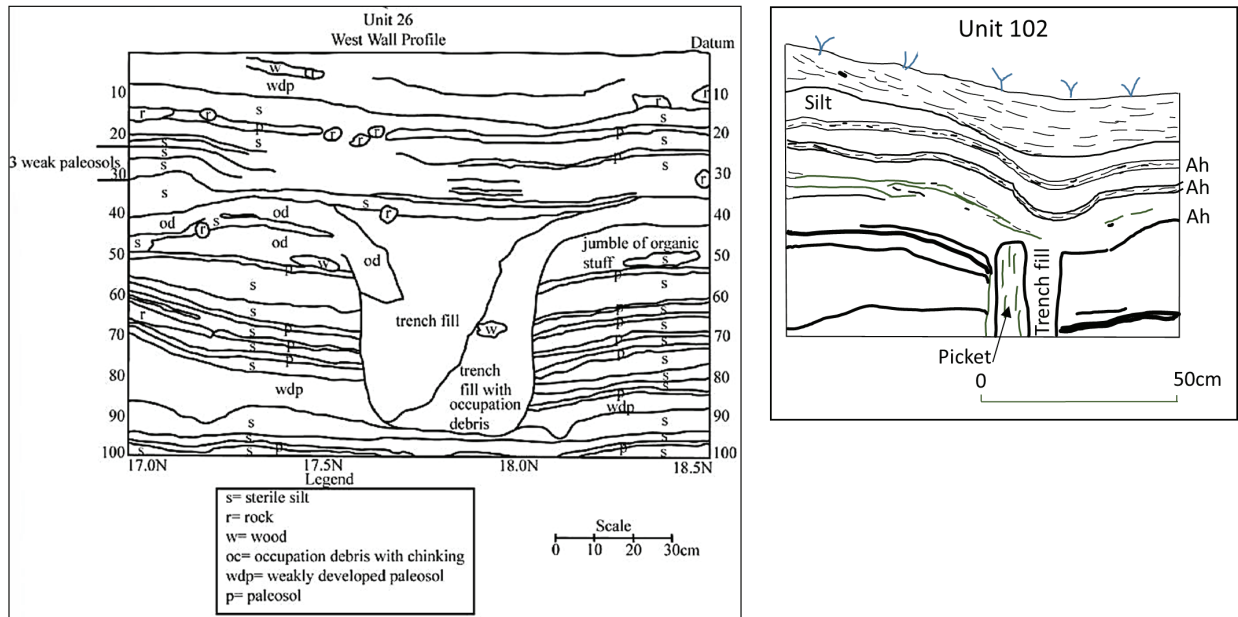 Unit 26
West Wall Profile
Datum
w
r
wdp
10
s
r
r
r
r
10
s
20
p
r
r
r
p
20
s
s
s
3 weak paleosols
s
p
s
30
r
30
s
s
r
40
od
od
s
r
40
s
od
od
jumble of organic
50
w
s
stuff
50
p
p
s
s
60
60
r
trench fill
p
s
p
s
70
p
s
w
p
s
70
s
p
s
p
s
p
s
80
trench
s
80
wdp
fill with
p
s
occupation
wdp
90
debris
90
s
s
s
s
100
s
p
s
p
s
100
17.0N
17.5N
18.0N
18.5N
Legend
s= sterile silt
r= rock
w= wood
oc= occupation debris with chinking
wdp= weakly developed paleosol
p= paleosol
Scale
0 10 20 30cm
Unit 102
Silt
Ah
Ah
Ah
Trench fill
Picket
0 50cm